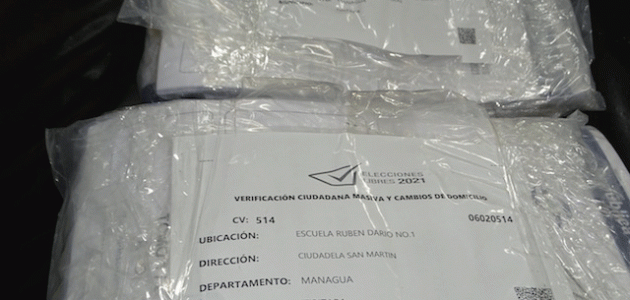 ELECCIONES
LIBRES 2021
VERIFICACIÓN CIUDADANA MASIVA Y CAMBIOS DE DOMICILIO
CV: 514 06020514
UBICACIÓN: ESCUELA RUBEN DARIO NO.1
DIRECCIÓN: CIUDADELA SAN MARTIN
DEPARTAMENTO: MANAGUA